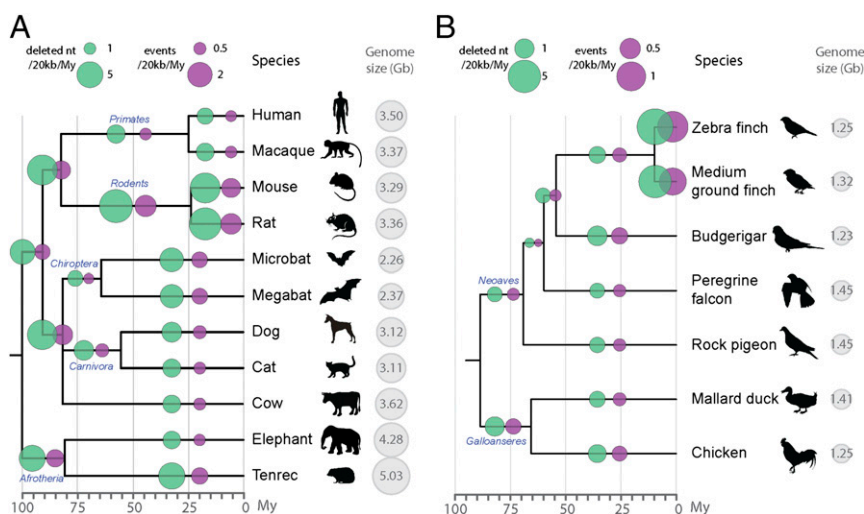 A
deleted nt
/20kb/My
1
5
events
/20kb/My
0.5
2
Species
Genome
size (Gb)
Primates
Human
3.50
Macaque
3.37
Rodents
Mouse
3.29
Rat
3.36
Chiroptera
Microbat
2.26
Megabat
2.37
Carnivora
Dog
3.12
Cat
3.11
Cow
3.62
Afrotheria
Elephant
4.28
Tenrec
5.03
100
75
50
25
0
My
B
deleted nt
/20kb/My
1
5
events
/20kb/My
0.5
1
Species
Genome
size (Gb)
Zebra finch
1.25
Medium
ground finch
1.32
Budgerigar
1.23
Neoaves
Peregrine
falcon
1.45
Rock pigeon
1.45
Mallard duck
1.41
Galloanseres
Chicken
1.25
100
75
50
25
0
My